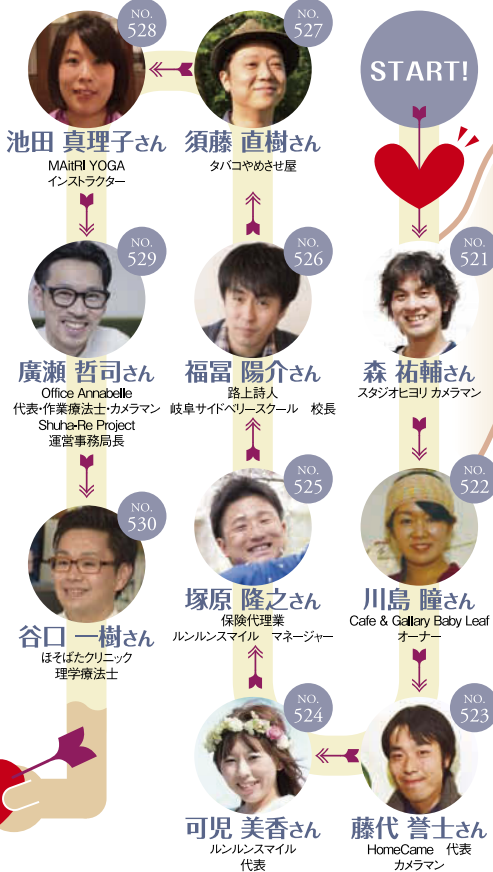 START!
NO.
521
森 祐輔さん
スタジオヒヨリ カメラマン
NO.
522
川島 瞳さん
Cafe & Gallary Baby Leaf
オーナー
NO.
523
藤代 誉士さん
HomeCame　代表
カメラマン
NO.
524
可児 美香さん
ルンルンスマイル
代表
NO.
525
塚原 隆之さん
保険代理業
ルンルンスマイル　マネージャー
NO.
526
福冨 陽介さん
路上詩人
岐阜サイドベリースクール　校長
NO.
527
須藤 直樹さん
タバコやめさせ屋
NO.
528
池田 真理子さん
MAitRI YOGA
インストラクター
NO.
529
廣瀬 哲司さん
Office Annabelle
代表・作業療法士・カメラマン
Shuha-Re Project
運営事務局長
NO.
530
谷口 一樹さん
ほそばたクリニック
理学療法士